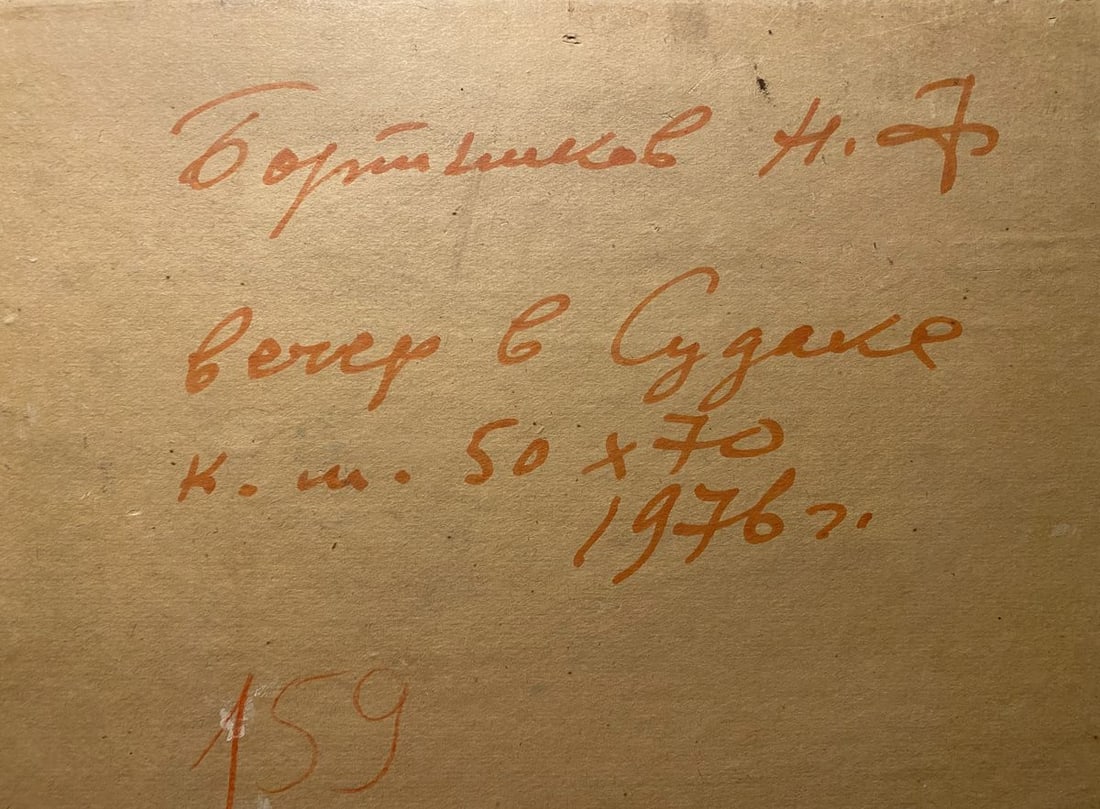 Бортников Н. Ф
вечер в Судаке
к. м. 50 х 70
1976 г.
159